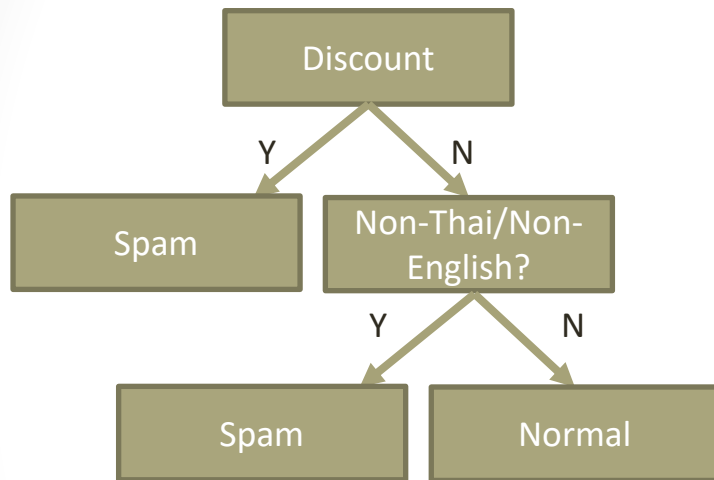 Discount
Y
N
Spam
Non-Thai/Non-
English?
Y
N
Spam
Normal